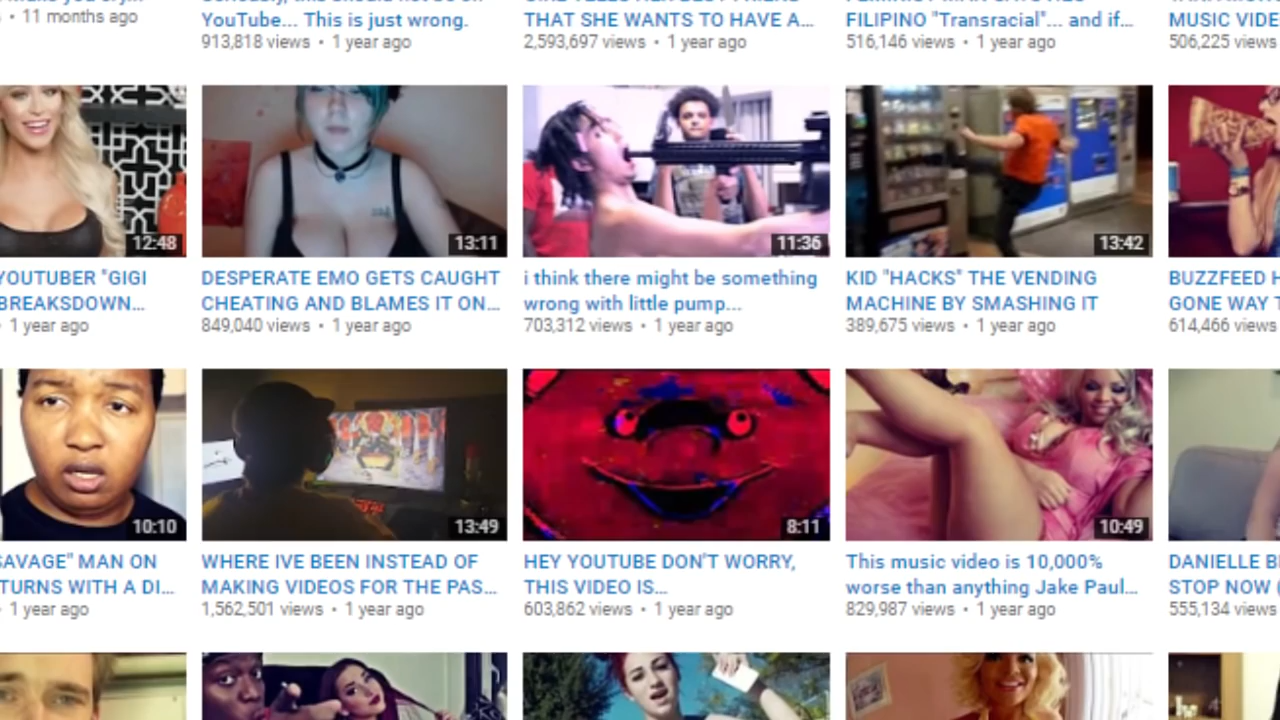 • 11 months ago
YouTube... This is just wrong.
913,818 views • 1 year ago
THAT SHE WANTS TO HAVE A...
2,593,697 views • 1 year ago
FILIPINO "Transracial"... and if...
516,146 views • 1 year ago
MUSIC VIDE
506,225 views
12:48
13:11
11:36
13:42
YOUTUBER "GIGI
BREAKSDOWN...
• 1 year ago
DESPERATE EMO GETS CAUGHT
CHEATING AND BLAMES IT ON...
849,040 views • 1 year ago
i think there might be something
wrong with little pump...
703,312 views • 1 year ago
KID "HACKS" THE VENDING
MACHINE BY SMASHING IT
389,675 views • 1 year ago
BUZZFEED H
GONE WAY T
614,466 views
10:10
13:49
8:11
10:49
SAVAGE" MAN ON
TURNS WITH A DI...
• 1 year ago
WHERE IVE BEEN INSTEAD OF
MAKING VIDEOS FOR THE PAS...
1,562,501 views • 1 year ago
HEY YOUTUBE DON'T WORRY,
THIS VIDEO IS...
603,862 views • 1 year ago
This music video is 10,000%
worse than anything Jake Paul...
829,987 views • 1 year ago
DANIELLE B
STOP NOW (
555,134 views